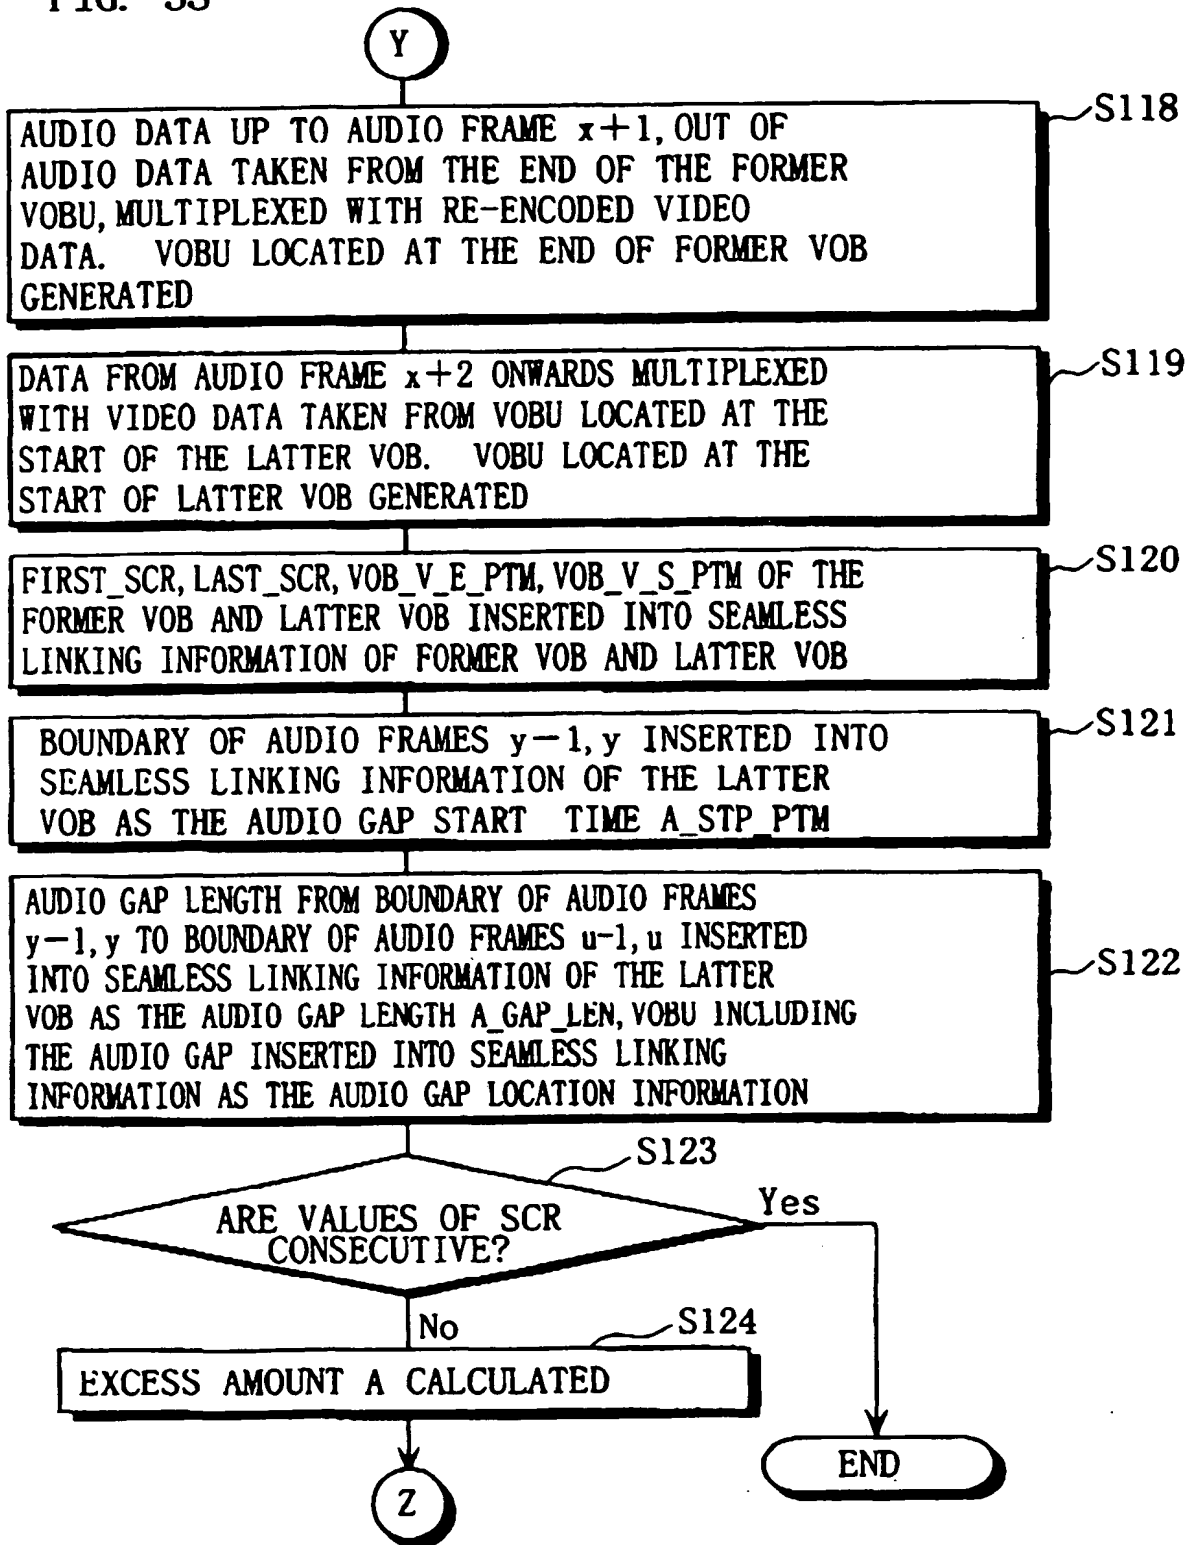 FIG. 33
Y
S118
AUDIO DATA UP TO AUDIO FRAME x+1, OUT OF
AUDIO DATA TAKEN FROM THE END OF THE FORMER
VOBU, MULTIPLEXED WITH RE-ENCODED VIDEO
DATA. VOBU LOCATED AT THE END OF FORMER VOB
GENERATED
S119
DATA FROM AUDIO FRAME x+2 ONWARDS MULTIPLEXED
WITH VIDEO DATA TAKEN FROM VOBU LOCATED AT THE
START OF THE LATTER VOB. VOBU LOCATED AT THE
START OF LATTER VOB GENERATED
S120
FIRST_SCR, LAST_SCR, VOB_V_E_PTM, VOB_V_S_PTM OF THE
FORMER VOB AND LATTER VOB INSERTED INTO SEAMLESS
LINKING INFORMATION OF FORMER VOB AND LATTER VOB
S121
BOUNDARY OF AUDIO FRAMES y-1, y INSERTED INTO
SEAMLESS LINKING INFORMATION OF THE LATTER
VOB AS THE AUDIO GAP START TIME A_STP_PTM
S122
AUDIO GAP LENGTH FROM BOUNDARY OF AUDIO FRAMES
y-1, y TO BOUNDARY OF AUDIO FRAMES u-1, u INSERTED
INTO SEAMLESS LINKING INFORMATION OF THE LATTER
VOB AS THE AUDIO GAP LENGTH A_GAP_LEN, VOBU INCLUDING
THE AUDIO GAP INSERTED INTO SEAMLESS LINKING
INFORMATION AS THE AUDIO GAP LOCATION INFORMATION
S123
ARE VALUES OF SCR
CONSECUTIVE?
Yes
No
S124
EXCESS AMOUNT A CALCULATED
END
Z